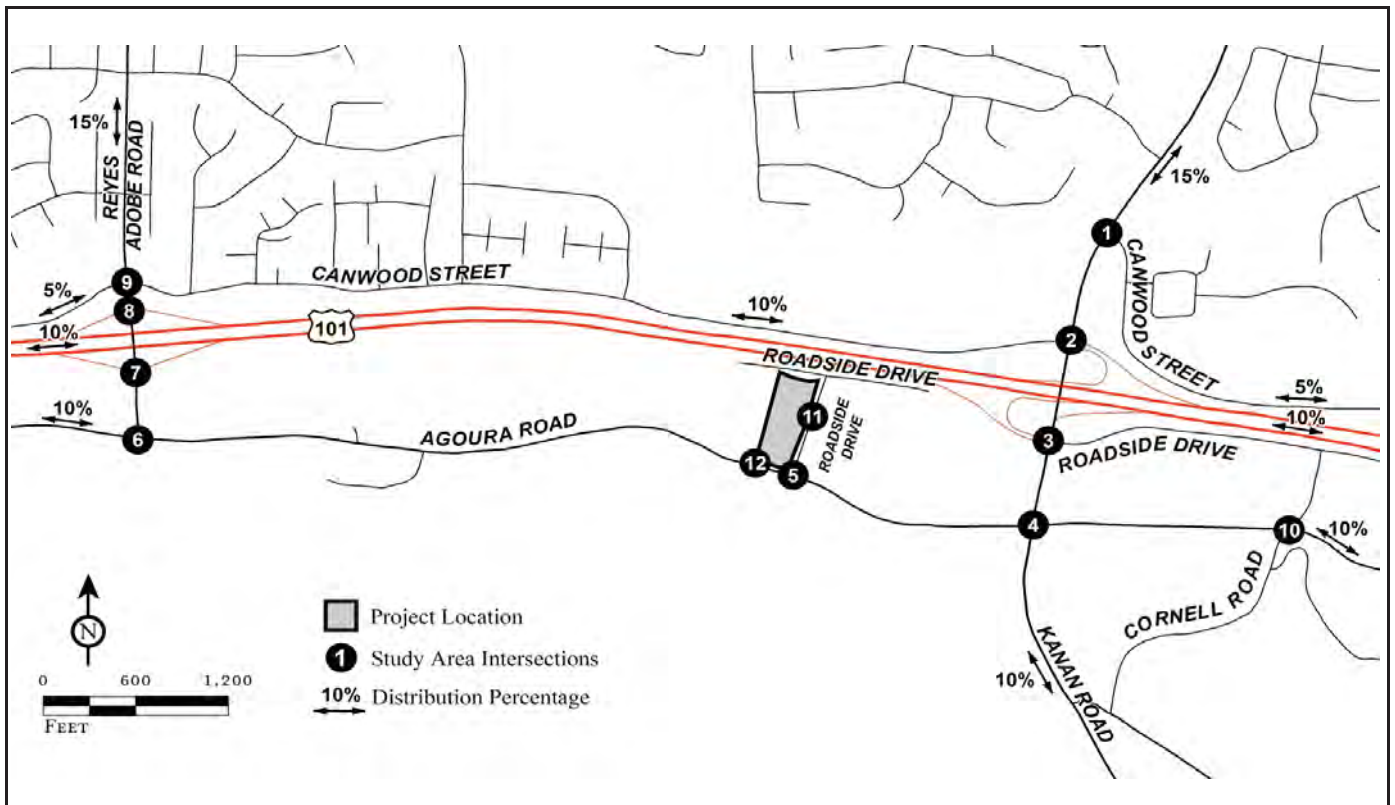 15%
REYES
ADOBE ROAD
15%
1
CANWOOD STREET
9
CANWOOD STREET
5%
8
10%
101
10%
2
ROADSIDE DRIVE
7
5%
10%
10%
11
ROADSIDE
DRIVE
3
ROADSIDE DRIVE
6
AGOURA ROAD
12
5
4
10
10%
CORNELL ROAD
KANAN ROAD
10%
N
0 600 1,200
FEET
Project Location
1 Study Area Intersections
10% Distribution Percentage